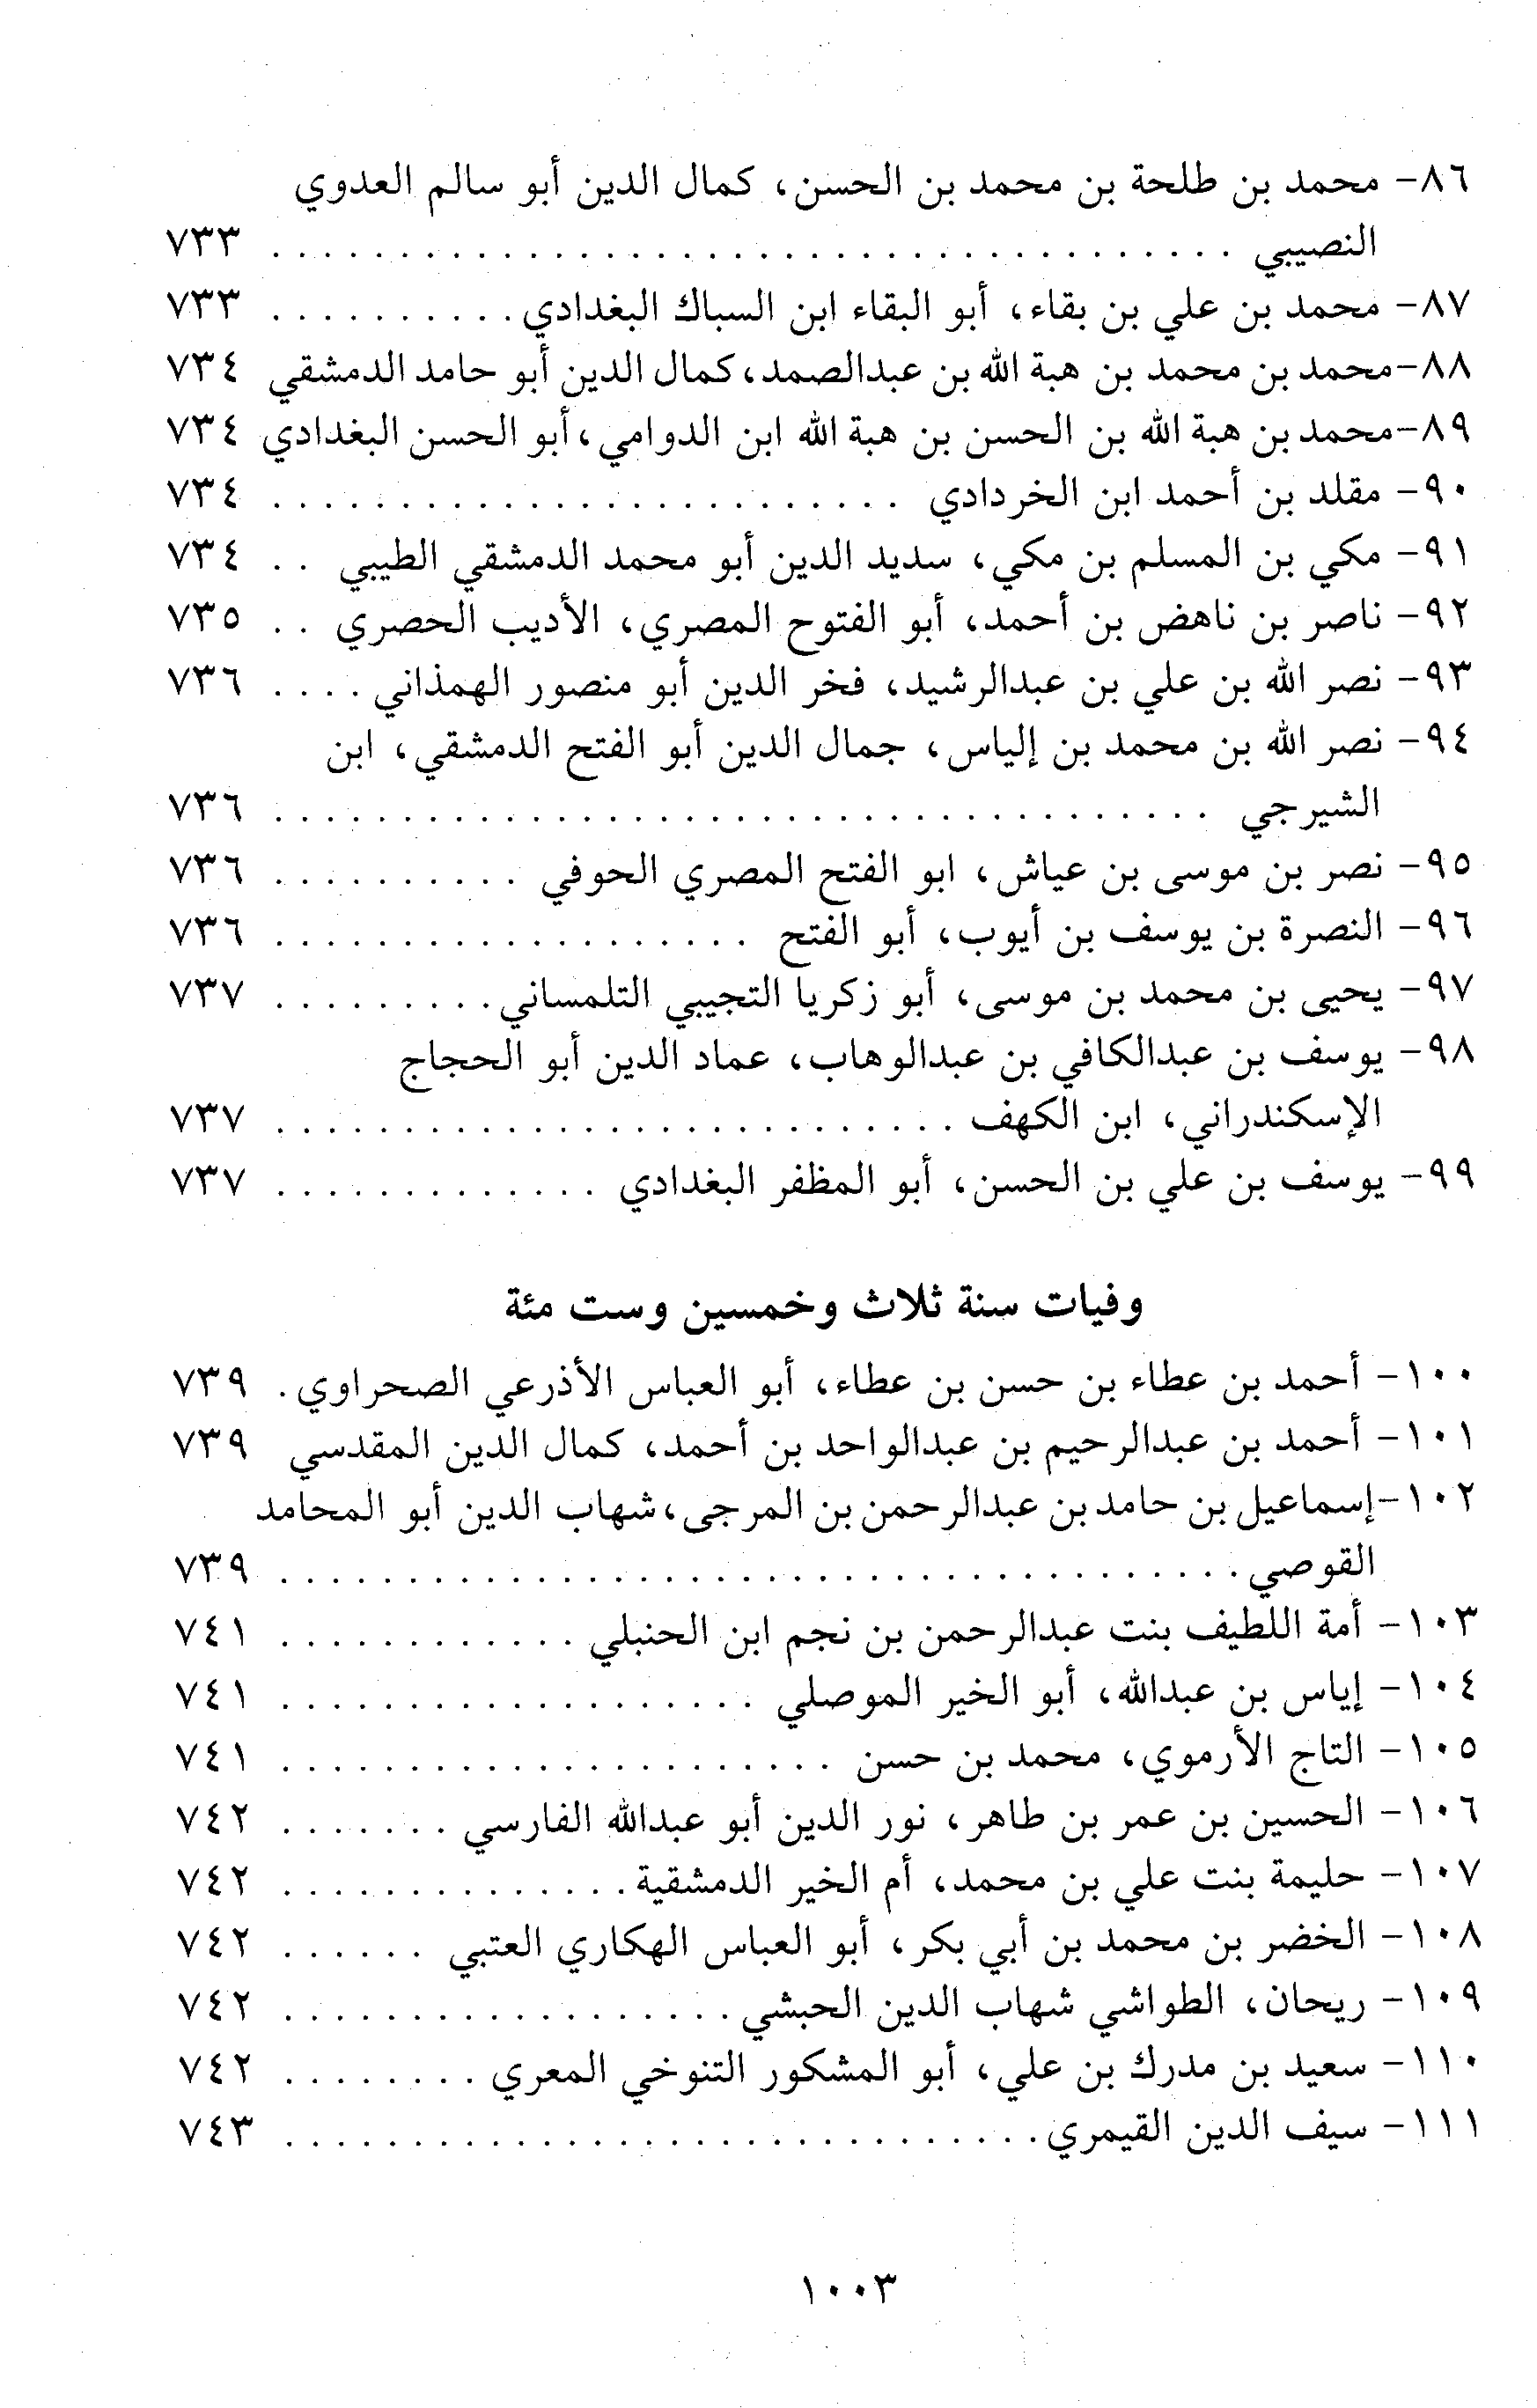 ٨٦- محمد بن طلحة بن محمد بن الحسن، كمال الدين أبو سالم العدوي
النصيبي . . . . . . . . . . . . . . . . . . . . . . . . . . . . . . . . . . . . . . ٧٣٣
٨٧- محمد بن علي بن بقاء، أبو البقاء ابن السباك البغدادي . . . . . . . . . . ٧٣٣
٨٨-محمد بن محمد بن هبة الله بن عبدالصمد، كمال الدين أبو حامد الدمشقي ٧٣٤
٨٩-محمد بن هبة الله بن الحسن بن هبة الله ابن الدوامي، أبو الحسن البغدادي ٧٣٤
٩٠- مقلد بن أحمد ابن الخردادي . . . . . . . . . . . . . . . . . . . . . . . . . ٧٣٤
٩١- مكي بن المسلم بن مكي، سديد الدين أبو محمد الدمشقي الطيبي . . ٧٣٤
٩٢- ناصر بن ناهض بن أحمد، أبو الفتوح المصري، الأديب الحصري . . ٧٣٥
٩٣- نصر الله بن علي بن عبدالرشيد، فخر الدين أبو منصور الهمذاني . . . . ٧٣٦
٩٤- نصر الله بن محمد بن إلياس، جمال الدين أبو الفتح الدمشقي، ابن
الشيرجي . . . . . . . . . . . . . . . . . . . . . . . . . . . . . . . . . . . . . ٧٣٦
٩٥- نصر بن موسى بن عياش، ابو الفتح المصري الحوفي . . . . . . . . . . ٧٣٦
٩٦- النصرة بن يوسف بن أيوب، أبو الفتح . . . . . . . . . . . . . . . . . . . ٧٣٦
٩٧- يحيى بن محمد بن موسى، أبو زكريا التجيبي التلمساني . . . . . . . . . ٧٣٧
٩٨- يوسف بن عبدالكافي بن عبدالوهاب، عماد الدين أبو الحجاج
الإسكندراني، ابن الكهف . . . . . . . . . . . . . . . . . . . . . . . . . . . ٧٣٧
٩٩- يوسف بن علي بن الحسن، أبو المظفر البغدادي . . . . . . . . . . . . . ٧٣٧
وفيات سنة ثلاث وخمسين وست مئة
١٠٠- أحمد بن عطاء بن حسن بن عطاء، أبو العباس الأذرعي الصحراوي . ٧٣٩
١٠١- أحمد بن عبدالرحيم بن عبدالواحد بن أحمد، كمال الدين المقدسي ٧٣٩
١٠٢-إسماعيل بن حامد بن عبدالرحمن بن المرجى، شهاب الدين أبو المحامد
القوصي . . . . . . . . . . . . . . . . . . . . . . . . . . . . . . . . . . . . . . ٧٣٩
١٠٣- أمة اللطيف بنت عبدالرحمن بن نجم ابن الحنبلي . . . . . . . . . . . . ٧٤١
١٠٤- إياس بن عبدالله، أبو الخير الموصلي . . . . . . . . . . . . . . . . . . . ٧٤١
١٠٥- التاج الأرموي، محمد بن حسن . . . . . . . . . . . . . . . . . . . . . . ٧٤١
١٠٦- الحسين بن عمر بن طاهر، نور الدين أبو عبدالله الفارسي . . . . . . . ٧٤٢
١٠٧- حليمة بنت علي بن محمد، أم الخير الدمشقية . . . . . . . . . . . . . . ٧٤٢
١٠٨- الخضر بن محمد بن أبي بكر، أبو العباس الهكاري العتبي . . . . . . ٧٤٢
١٠٩- ريحان، الطواشي شهاب الدين الحبشي . . . . . . . . . . . . . . . . . . ٧٤٢
١١٠- سعيد بن مدرك بن علي، أبو المشكور التنوخي المعري . . . . . . . . ٧٤٢
١١١- سيف الدين القيمري . . . . . . . . . . . . . . . . . . . . . . . . . . . . . . ٧٤٣
١٠٠٣